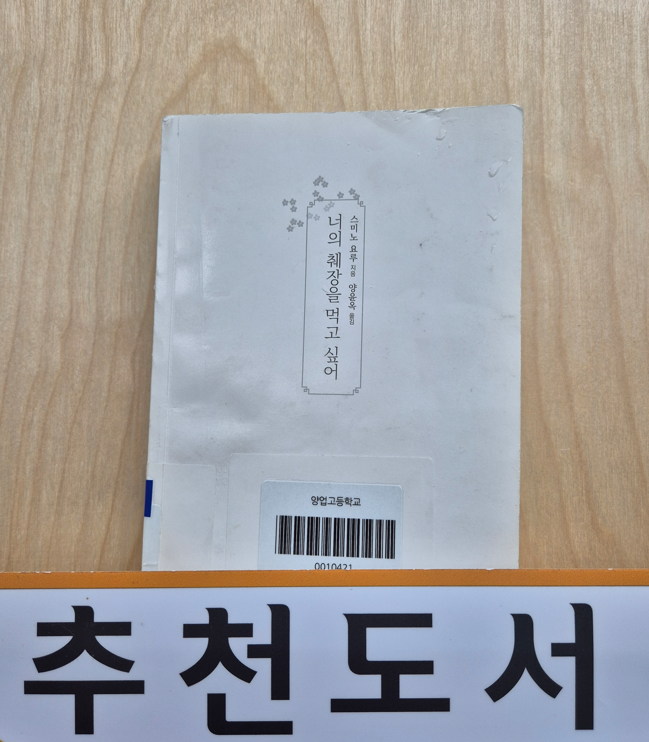 너의 췌장을 먹고 싶어
스미노 요루 지음 양윤옥 옮김
양업고등학교
0010421
추천도서